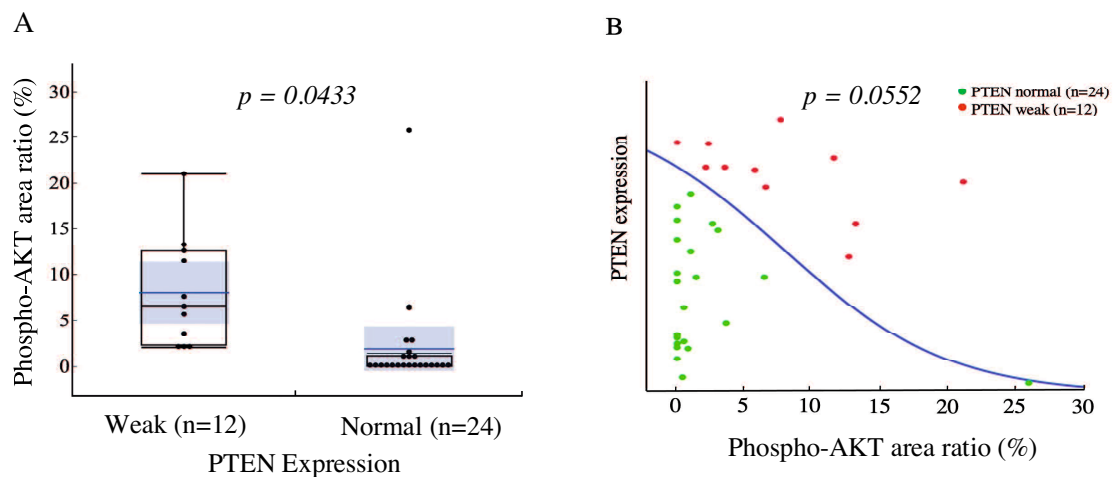 A
p = 0.0433
Phospho-AKT area ratio (%)
30
25
20
15
10
5
0
Weak (n=12)
Normal (n=24)
PTEN Expression
B
p = 0.0552
PTEN normal (n=24)
PTEN weak (n=12)
PTEN expression
0 5 10 15 20 25 30
Phospho-AKT area ratio (%)